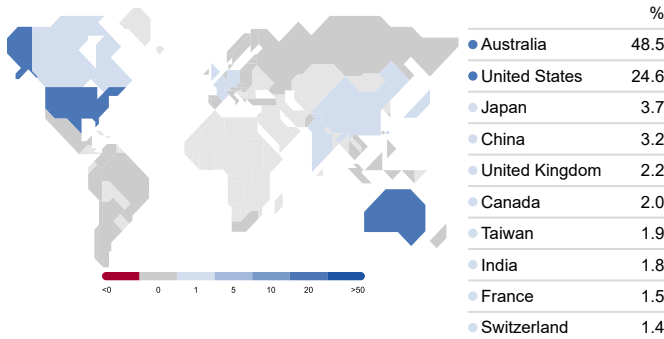 %
Australia 48.5
United States 24.6
Japan 3.7
China 3.2
United Kingdom 2.2
Canada 2.0
Taiwan 1.9
India 1.8
France 1.5
Switzerland 1.4
<0 0 1 5 10 20 >50